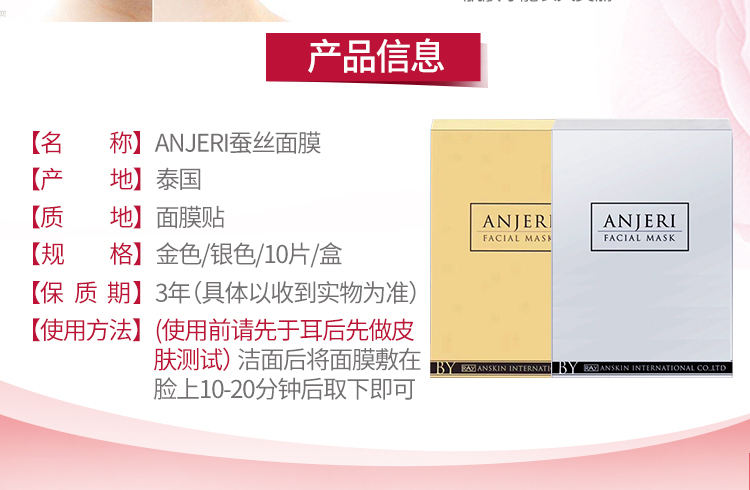 产品信息
【名 称】ANJERI蚕丝面膜
【产 地】泰国
【质 地】面膜贴
【规 格】金色/银色/10片/盒
【保 质 期】3年(具体以收到实物为准)
【使用方法】(使用前请先于耳后先做皮
肤测试) 洁面后将面膜敷在
脸上10-20分钟后取下即可
ANJERI
FACIAL MASK
BY RAY ANSKIN INTERNATI
ANJERI
FACIAL MASK
BY RAY ANSKIN INTERNATIONAL CO.,LTD